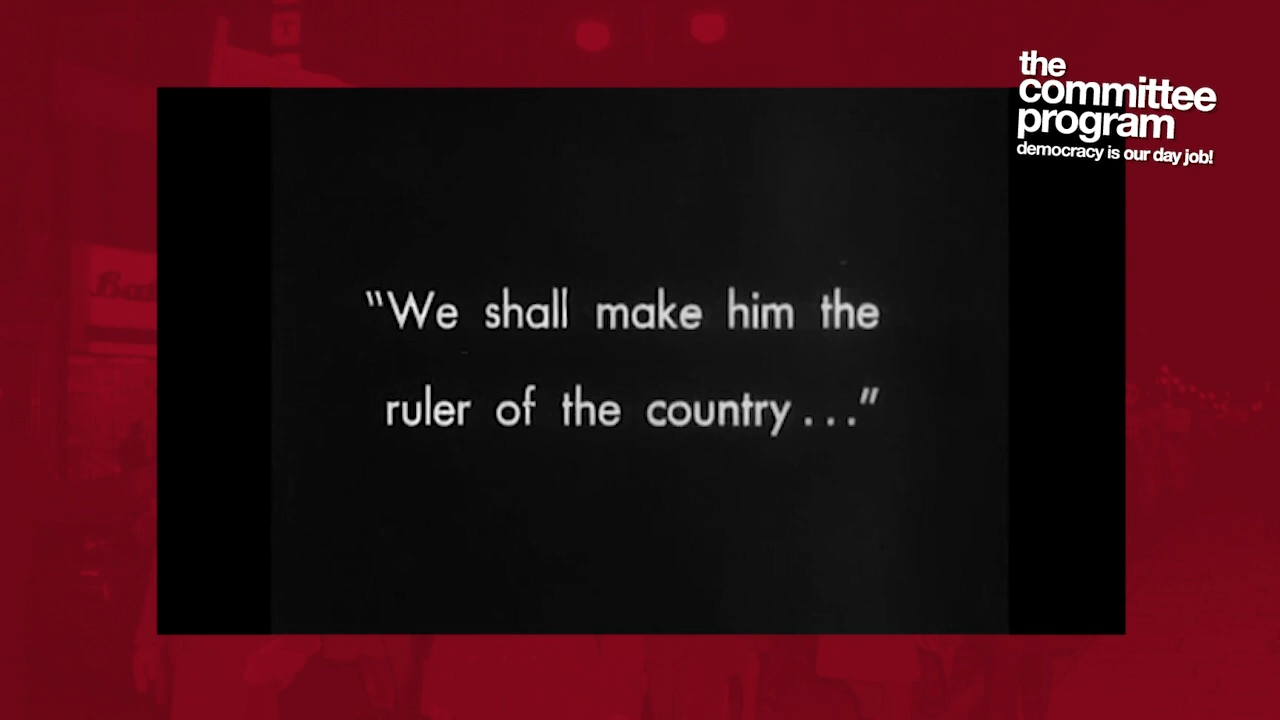 the
committee
program
democracy is our day job!
“We shall make him the
ruler of the country . . .”